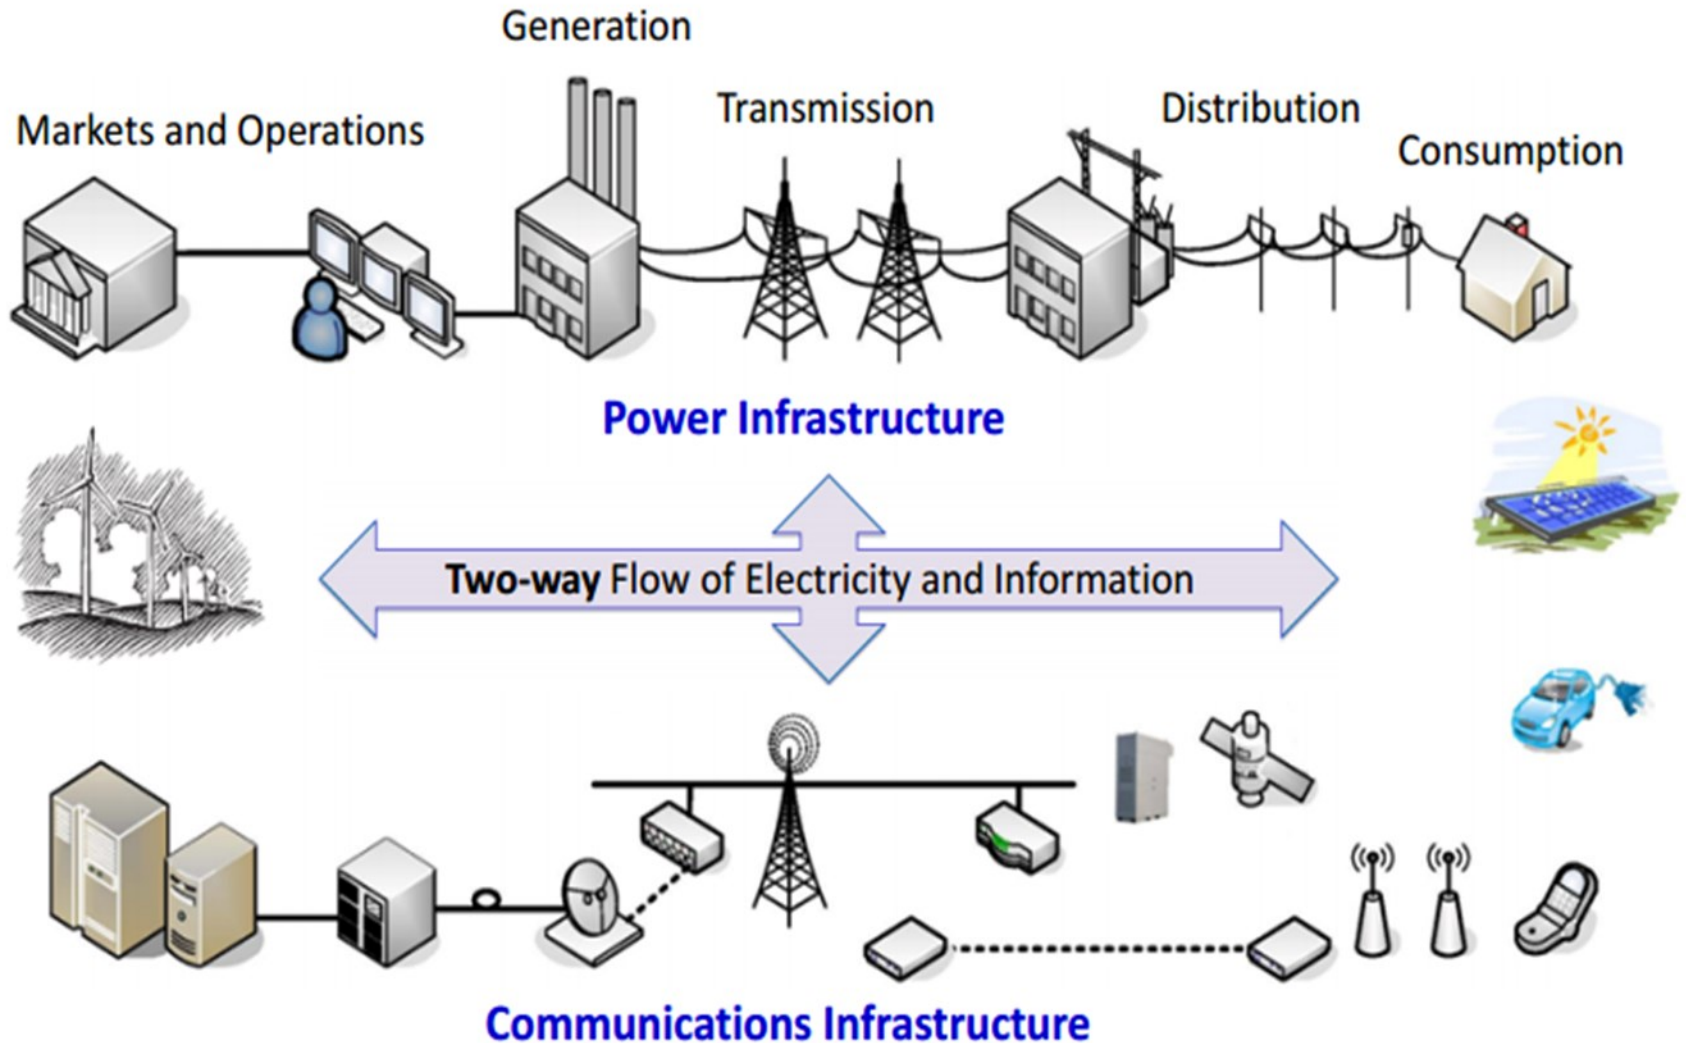 Generation
Markets and Operations
Transmission
Distribution
Consumption
Power Infrastructure
Two-way Flow of Electricity and Information
Communications Infrastructure